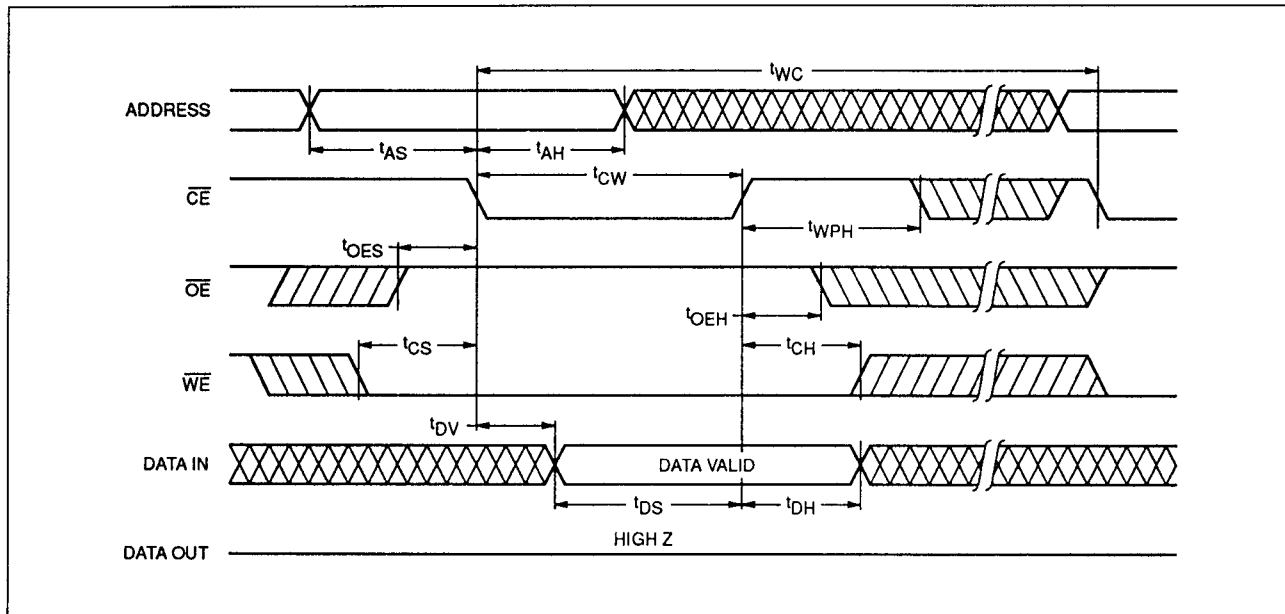 tWC
ADDRESS
tAS
tAH
tCW
CE
tWPH
tOES
OE
tOEH
tCS
tCH
WE
tDV
DATA IN
DATA VALID
tDS
tDH
HIGH Z
DATA OUT